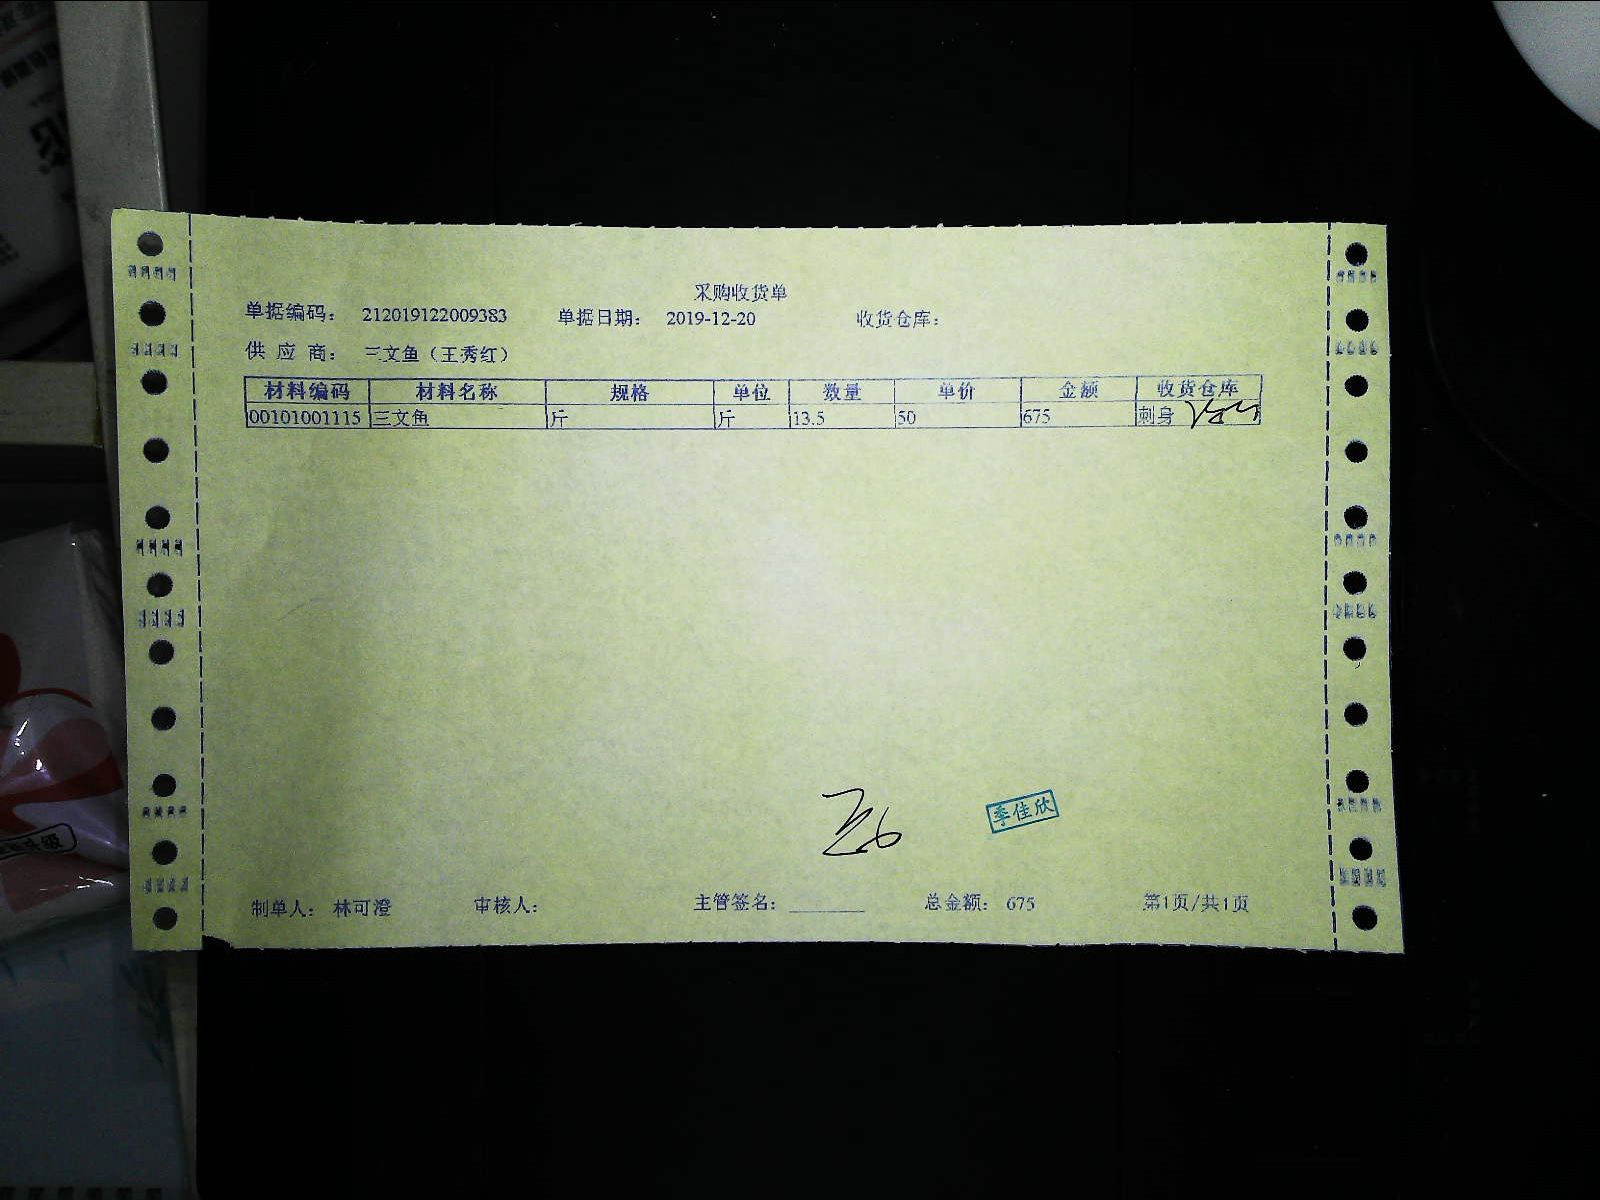 采购收货单
单据编码： 212019122009383 单据日期： 2019-12-20 收货仓库：
供 应 商： 三文鱼（王秀红）
材料编码 材料名称 规格 单位 数量 单价 金额 收货仓库
00101001115 三文鱼 斤 斤 13.5 50 675 刺身
季佳欣
制单人： 林可澄 审核人： 主管签名： 总金额： 675 第1页/共1页